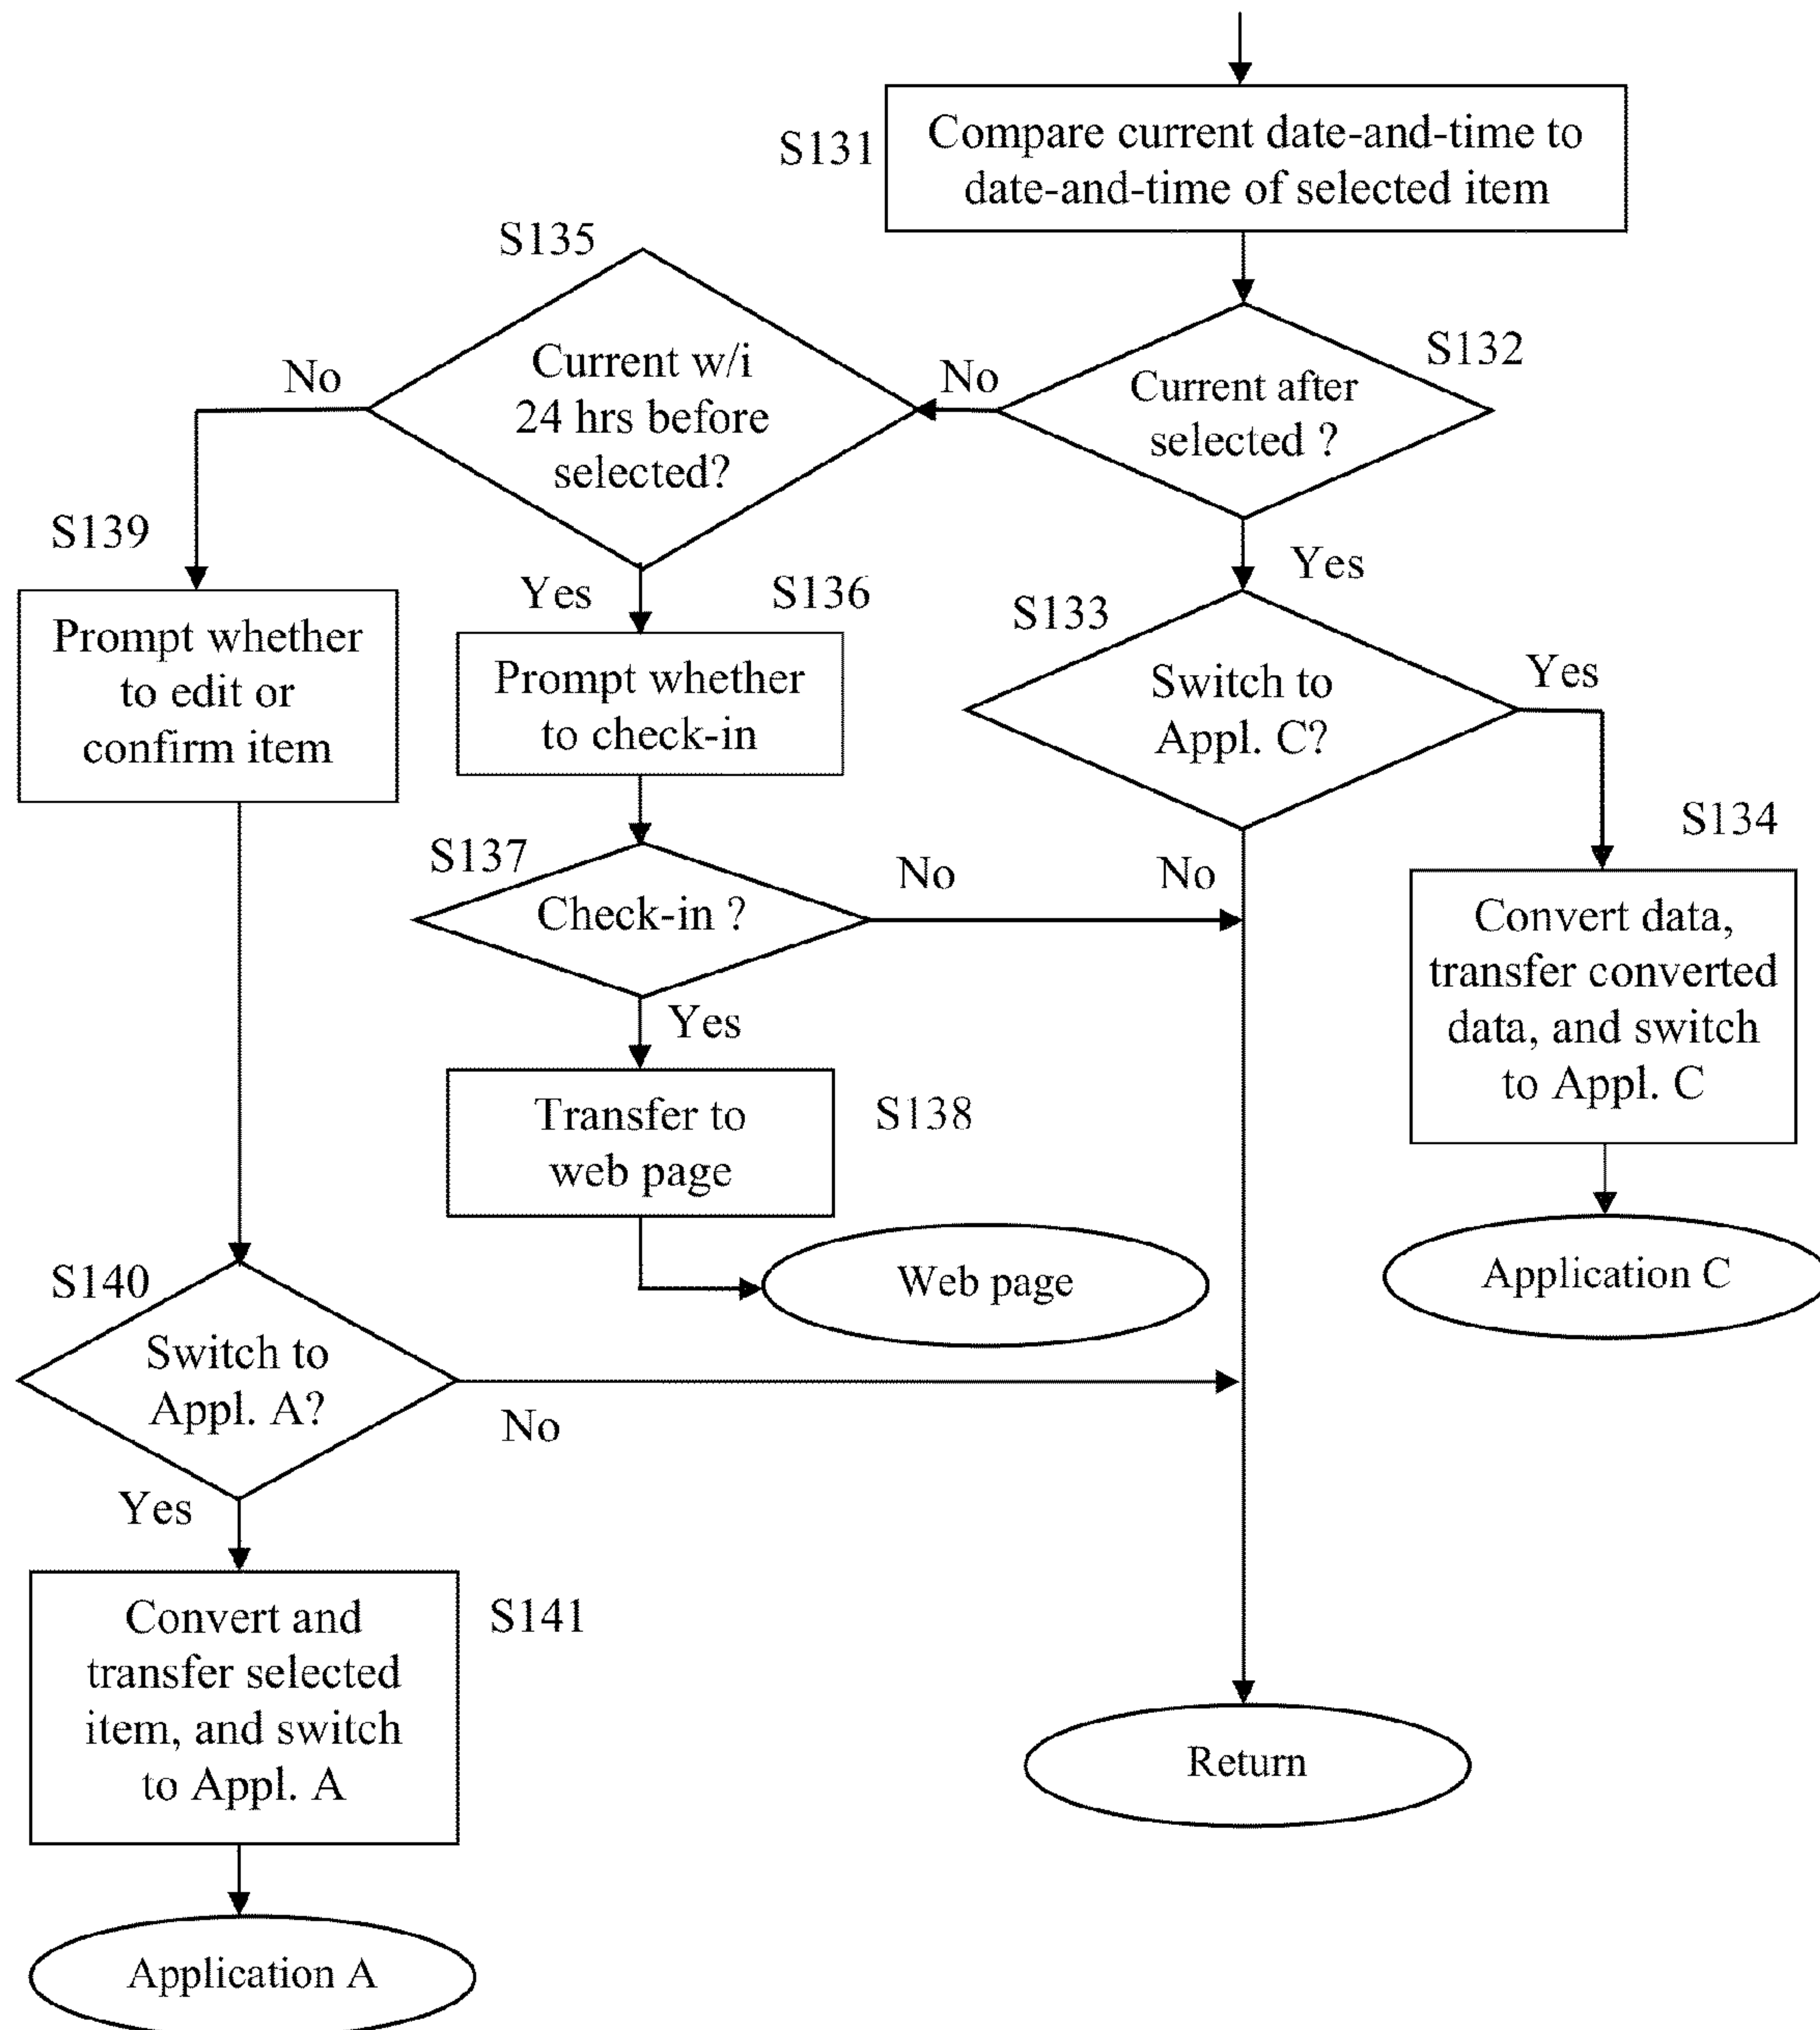 S131
Compare current date-and-time to
date-and-time of selected item
S132
Current after
selected ?
No
Yes
S135
Current w/i
24 hrs before
selected?
No
Yes
S133
Switch to
Appl. C?
Yes
No
S134
Convert data,
transfer converted
data, and switch
to Appl. C
Application C
S136
Prompt whether
to check-in
S137
Check-in ?
No
Yes
S138
Transfer to
web page
Web page
S139
Prompt whether
to edit or
confirm item
S140
Switch to
Appl. A?
No
Yes
S141
Convert and
transfer selected
item, and switch
to Appl. A
Application A
Return